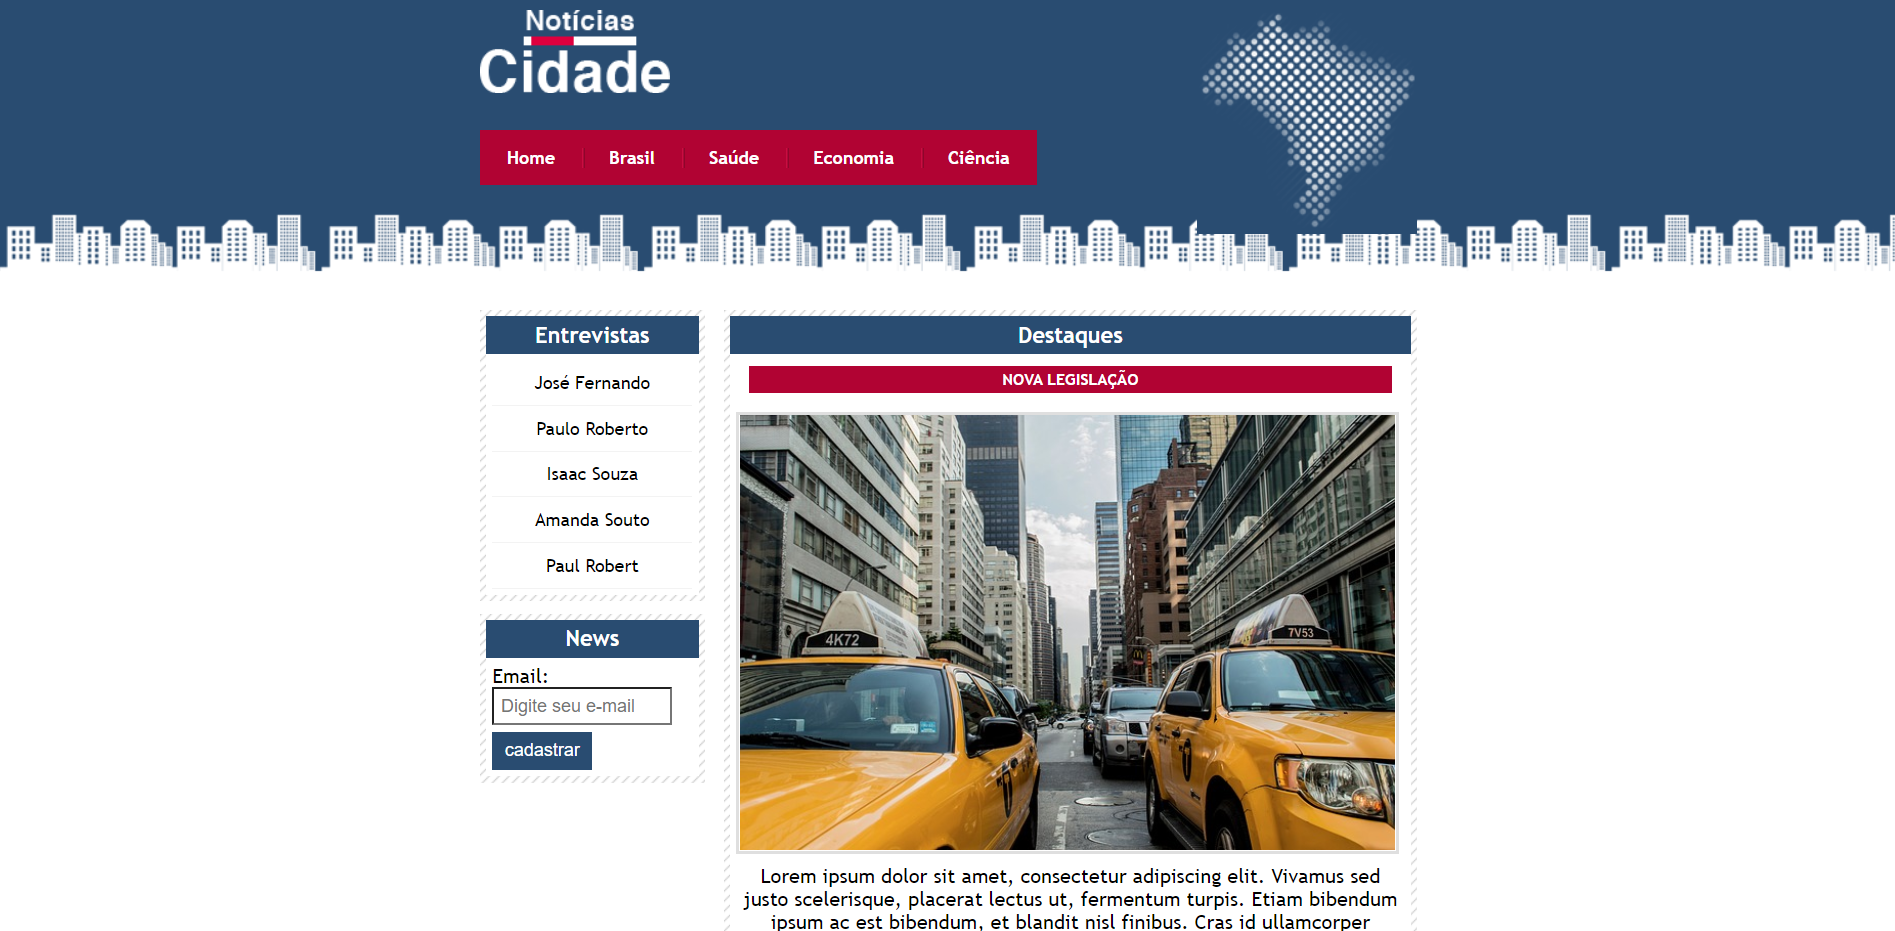 Notícias
Cidade
Home
Brasil
Saúde
Economia
Ciência
Entrevistas
José Fernando
Paulo Roberto
Isaac Souza
Amanda Souto
Paul Robert
News
Email:
Digite seu e-mail
cadastrar
Destaques
NOVA LEGISLAÇÃO
4K72
7V53
Lorem ipsum dolor sit amet, consectetur adipiscing elit. Vivamus sed
justo scelerisque, placerat lectus ut, fermentum turpis. Etiam bibendum
ipsum ac est bibendum, et blandit nisl finibus. Cras id ullamcorper